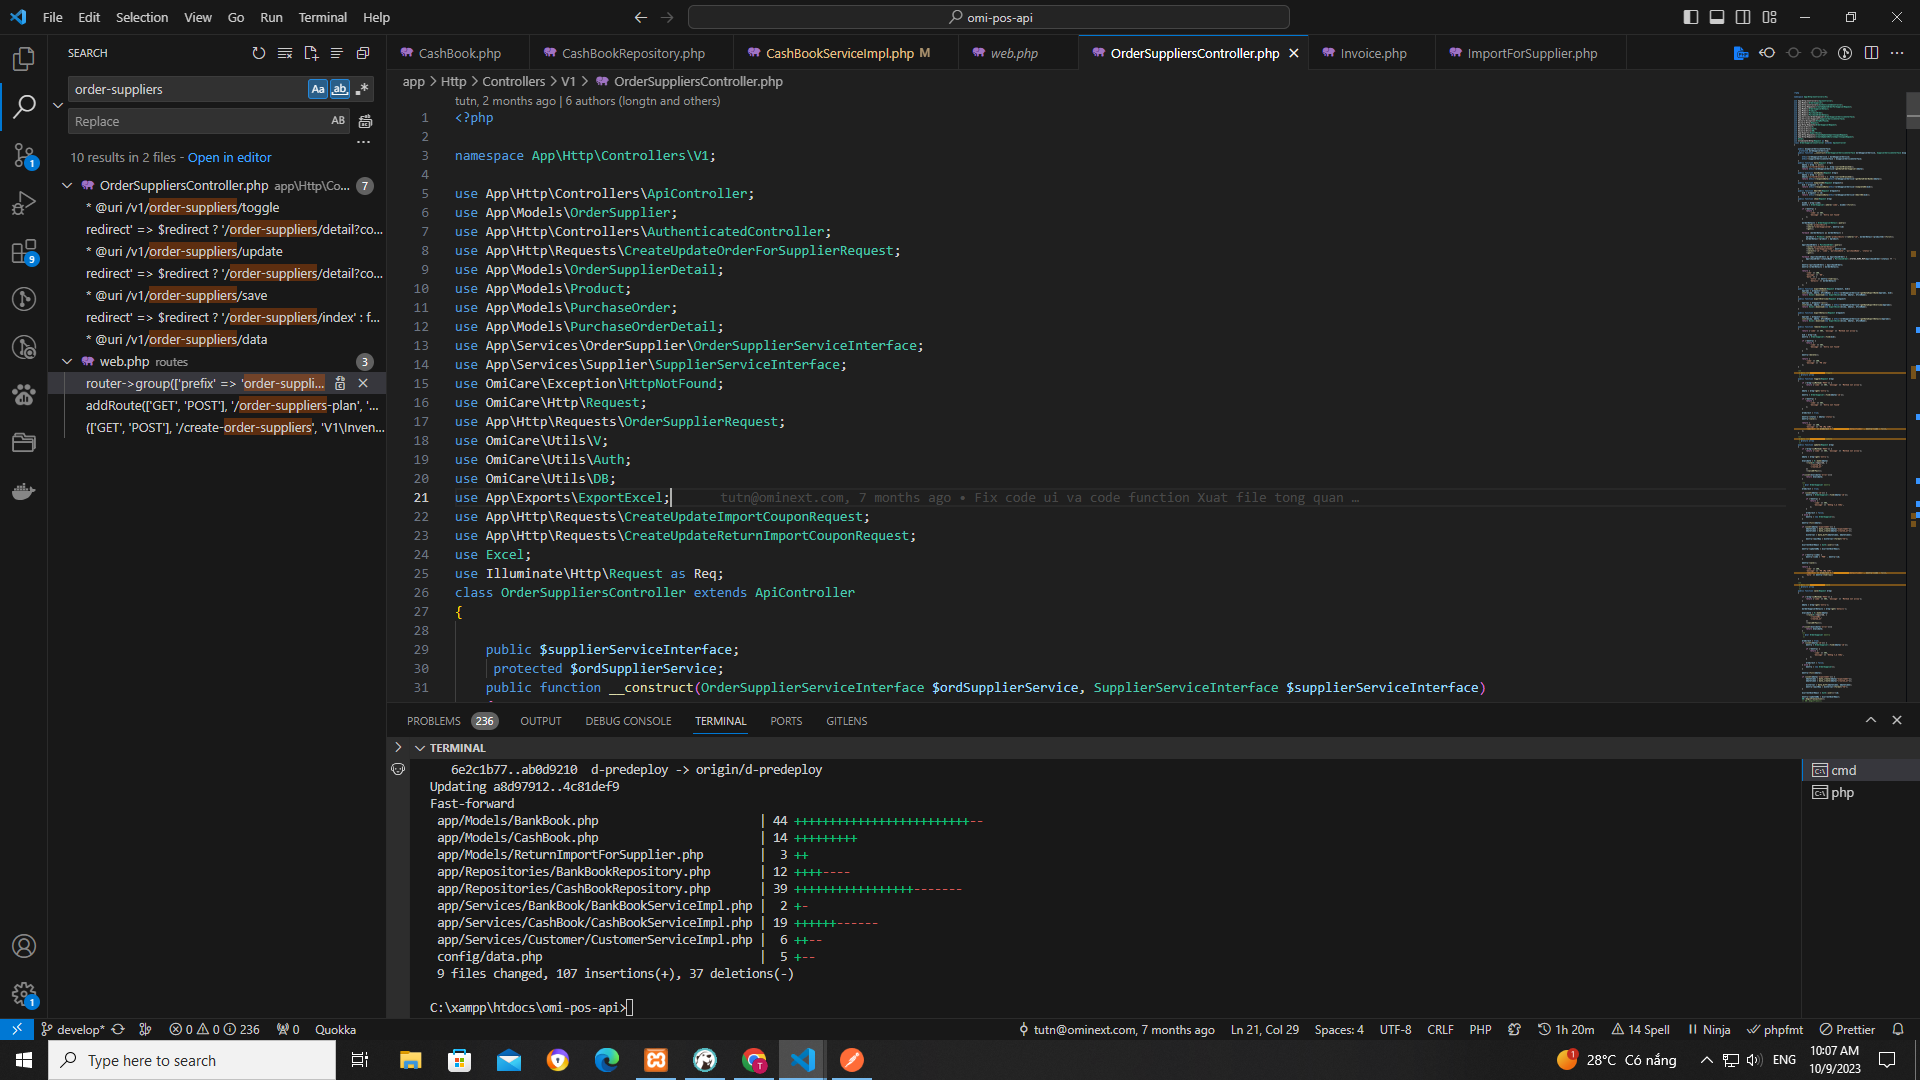 File Edit Selection View Go Run Terminal Help
omi-pos-api
SEARCH
order-suppliers
Aa ab
Replace
AB
10 results in 2 files - Open in editor
OrderSuppliersController.php app\Http\Co... 7
* @uri /v1/order-suppliers/toggle
redirect' => $redirect ? '/order-suppliers/detail?co...
* @uri /v1/order-suppliers/update
redirect' => $redirect ? '/order-suppliers/detail?co...
* @uri /v1/order-suppliers/save
redirect' => $redirect ? '/order-suppliers/index' : f...
* @uri /v1/order-suppliers/data
web.php routes 3
router->group(['prefix' => 'order-suppli...
addRoute(['GET', 'POST'], '/order-suppliers-plan', '...
(['GET', 'POST'], '/create-order-suppliers', 'V1\Inven...
1
9
1
CashBook.php CashBookRepository.php CashBookServiceImpl.php M web.php OrderSuppliersController.php Invoice.php ImportForSupplier.php
app > Http > Controllers > V1 > OrderSuppliersController.php
tutn, 2 months ago | 6 authors (longtn and others)
1 <?php
2
3 namespace App\Http\Controllers\V1;
4
5 use App\Http\Controllers\ApiController;
6 use App\Models\OrderSupplier;
7 use App\Http\Controllers\AuthenticatedController;
8 use App\Http\Requests\CreateUpdateOrderForSupplierRequest;
9 use App\Models\OrderSupplierDetail;
10 use App\Models\Product;
11 use App\Models\PurchaseOrder;
12 use App\Models\PurchaseOrderDetail;
13 use App\Services\OrderSupplier\OrderSupplierServiceInterface;
14 use App\Services\Supplier\SupplierServiceInterface;
15 use OmiCare\Exception\HttpNotFound;
16 use OmiCare\Http\Request;
17 use App\Http\Requests\OrderSupplierRequest;
18 use OmiCare\Utils\V;
19 use OmiCare\Utils\Auth;
20 use OmiCare\Utils\DB;
21 use App\Exports\ExportExcel; tutn@ominext.com, 7 months ago • Fix code ui va code function Xuat file tong quan …
22 use App\Http\Requests\CreateUpdateImportCouponRequest;
23 use App\Http\Requests\CreateUpdateReturnImportCouponRequest;
24 use Excel;
25 use Illuminate\Http\Request as Req;
26 class OrderSuppliersController extends ApiController
27 {
28
29 public $supplierServiceInterface;
30 protected $ordSupplierService;
31 public function __construct(OrderSupplierServiceInterface $ordSupplierService, SupplierServiceInterface $supplierServiceInterface)
PROBLEMS 236 OUTPUT DEBUG CONSOLE TERMINAL PORTS GITLENS
TERMINAL
6e2c1b77..ab0d9210 d-predeploy -> origin/d-predeploy
Updating a8d97912..4c81def9
Fast-forward
app/Models/BankBook.php | 44 +++++++++++++++++++++++++--
app/Models/CashBook.php | 14 +++++++++
app/Models/ReturnImportForSupplier.php | 3 ++
app/Repositories/BankBookRepository.php | 12 ++++----
app/Repositories/CashBookRepository.php | 39 +++++++++++++++++-------
app/Services/BankBook/BankBookServiceImpl.php | 2 +-
app/Services/CashBook/CashBookServiceImpl.php | 19 ++++++------
app/Services/Customer/CustomerServiceImpl.php | 6 ++--
config/data.php | 5 +--
9 files changed, 107 insertions(+), 37 deletions(-)
C:\xampp\htdocs\omi-pos-api>
cmd
php
develop* 0 0 236 0 Quokka tutn@ominext.com, 7 months ago Ln 21, Col 29 Spaces: 4 UTF-8 CRLF PHP 1h 20m 14 Spell Ninja phpfmt Prettier
Type here to search
1 28°C Có nắng ENG 10:07 AM
10/9/2023